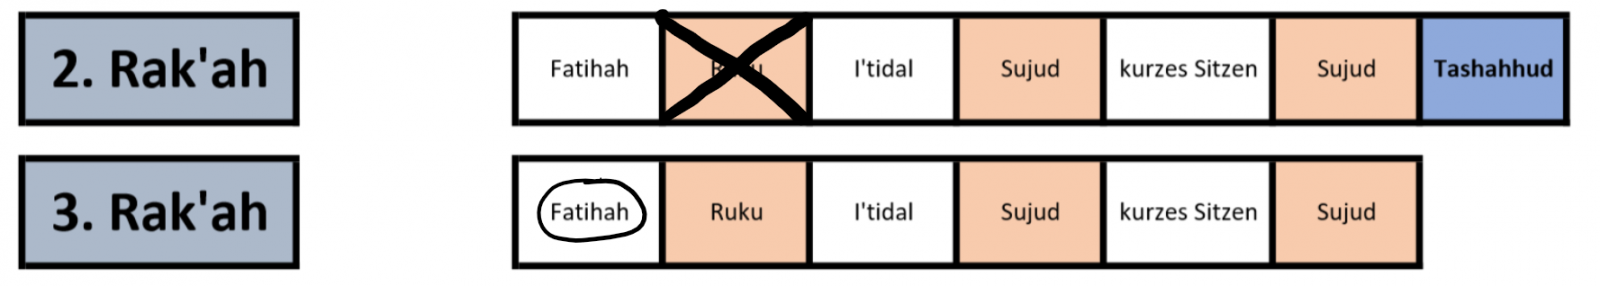 2. Rak'ah Fatihah I'tidal Sujud kurzes Sitzen Sujud Tashahhud
3. Rak'ah Fatihah Ruku I'tidal Sujud kurzes Sitzen Sujud